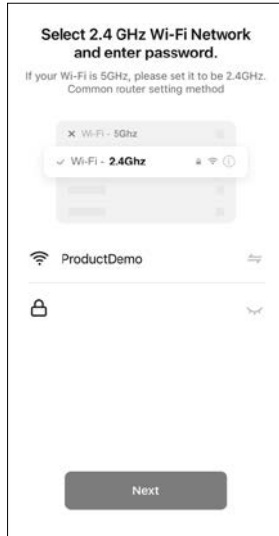 Select 2.4 GHz Wi-Fi Network
and enter password.
If your Wi-Fi is 5GHz, please set it to be 2.4GHz.
Common router setting method
Wi-Fi - 5Ghz
Wi-Fi - 2.4Ghz
ProductDemo
Next